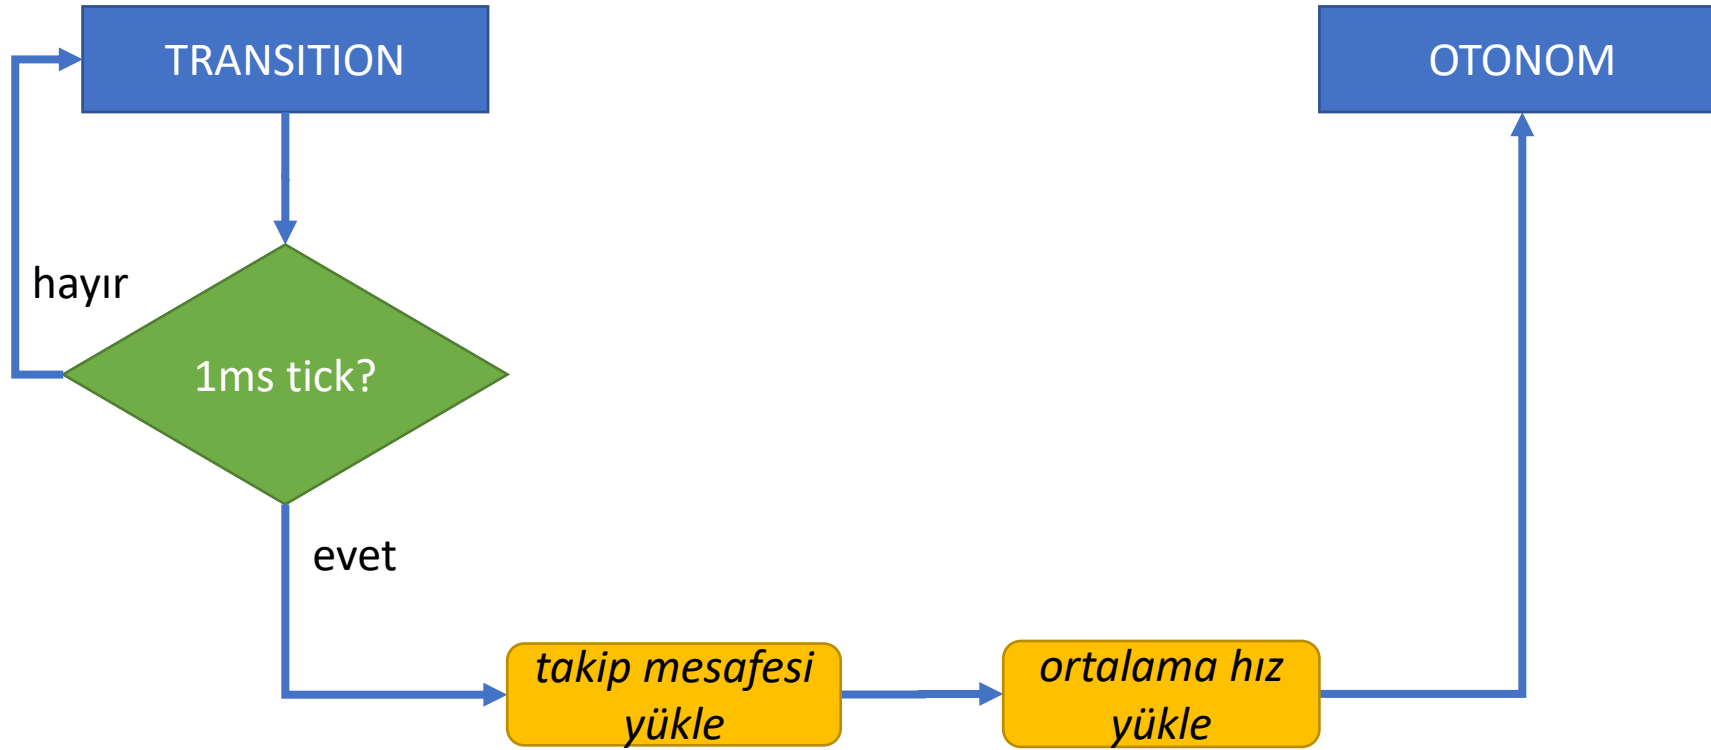 TRANSITION
OTONOM
hayır
1ms tick?
evet
takip mesafesi
yükle
ortalama hız
yükle